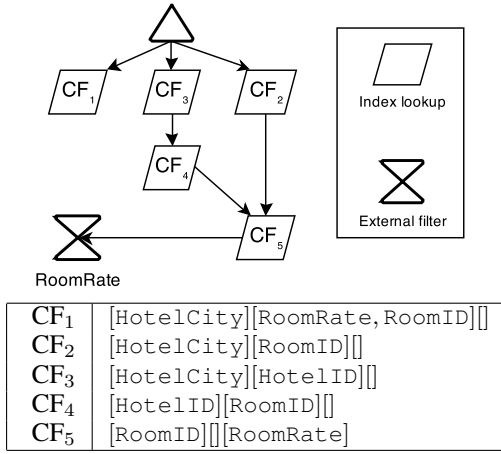 CF1 CF3 CF2
Index lookup
CF4
External filter
CF5
RoomRate
CF1 [HotelCity][RoomRate, RoomID][]
CF2 [HotelCity][RoomID][]
CF3 [HotelCity][HotelID][]
CF4 [HotelID][RoomID][]
CF5 [RoomID][][RoomRate]